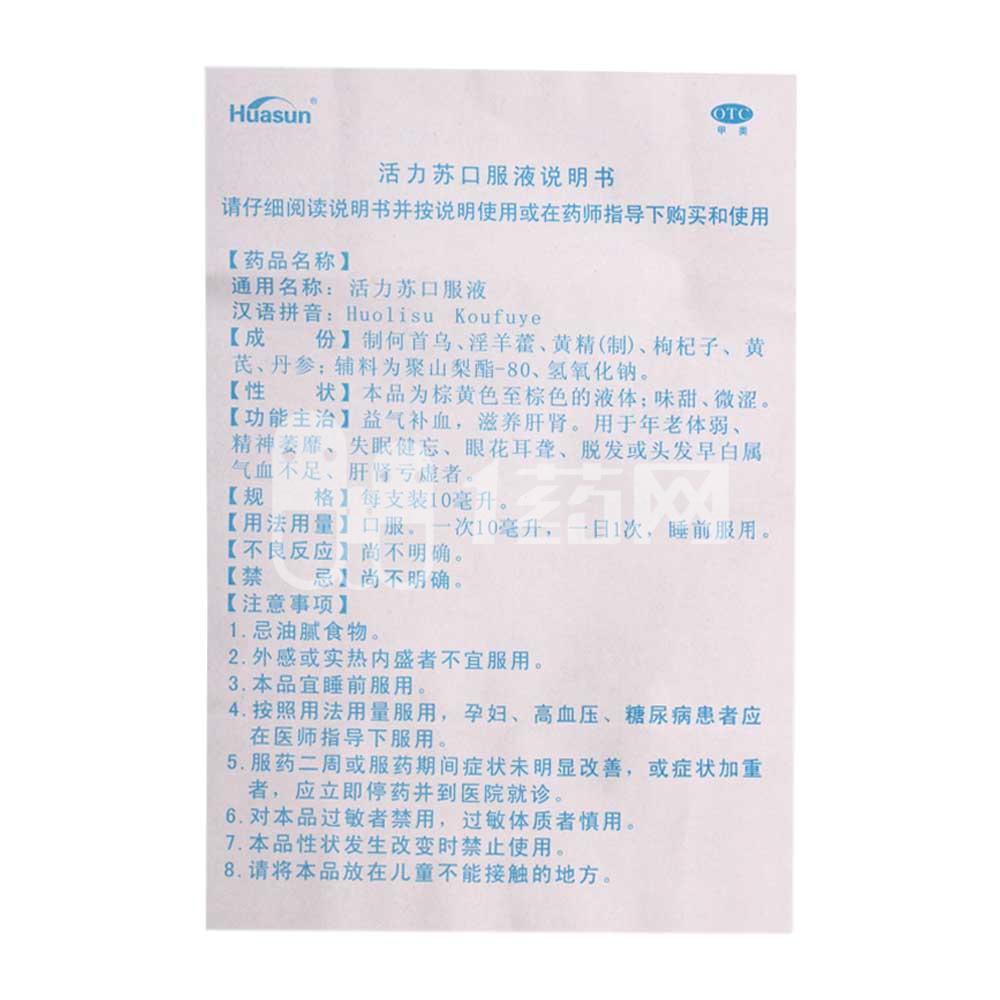 Huasun®
OTC
甲类
活力苏口服液说明书
请仔细阅读说明书并按说明使用或在药师指导下购买和使用
【药品名称】
通用名称：活力苏口服液
汉语拼音：Huolisu Koufuye
【成　份】制何首乌、淫羊藿、黄精(制)、枸杞子、黄
芪、丹参；辅料为聚山梨酯-80、氢氧化钠。
【性　状】本品为棕黄色至棕色的液体；味甜、微涩。
【功能主治】益气补血，滋养肝肾。用于年老体弱、
精神萎靡、失眠健忘、眼花耳聋、脱发或头发早白属
气血不足、肝肾亏虚者。
【规　格】每支装10毫升。
【用法用量】口服。一次10毫升，一日1次，睡前服用。
【不良反应】尚不明确。
【禁　忌】尚不明确。
【注意事项】
1.忌油腻食物。
2.外感或实热内盛者不宜服用。
3.本品宜睡前服用。
4.按照用法用量服用，孕妇、高血压、糖尿病患者应
在医师指导下服用。
5.服药二周或服药期间症状未明显改善，或症状加重
者，应立即停药并到医院就诊。
6.对本品过敏者禁用，过敏体质者慎用。
7.本品性状发生改变时禁止使用。
8.请将本品放在儿童不能接触的地方。
1药网